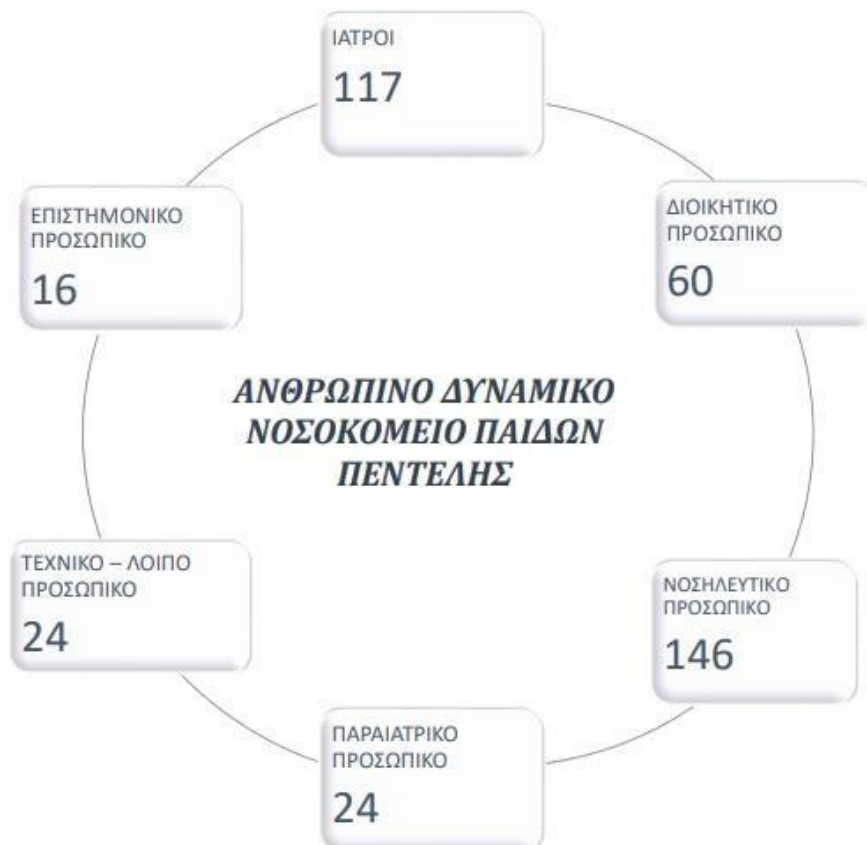 ΙΑΤΡΟΙ
117
ΔΙΟΙΚΗΤΙΚΟ
ΠΡΟΣΩΠΙΚΟ
60
ΝΟΣΗΛΕΥΤΙΚΟ
ΠΡΟΣΩΠΙΚΟ
146
ΠΑΡΑΙΑΤΡΙΚΟ
ΠΡΟΣΩΠΙΚΟ
24
ΤΕΧΝΙΚΟ – ΛΟΙΠΟ
ΠΡΟΣΩΠΙΚΟ
24
ΕΠΙΣΤΗΜΟΝΙΚΟ
ΠΡΟΣΩΠΙΚΟ
16
ΑΝΘΡΩΠΙΝΟ ΔΥΝΑΜΙΚΟ
ΝΟΣΟΚΟΜΕΙΟ ΠΑΙΔΩΝ
ΠΕΝΤΕΛΗΣ